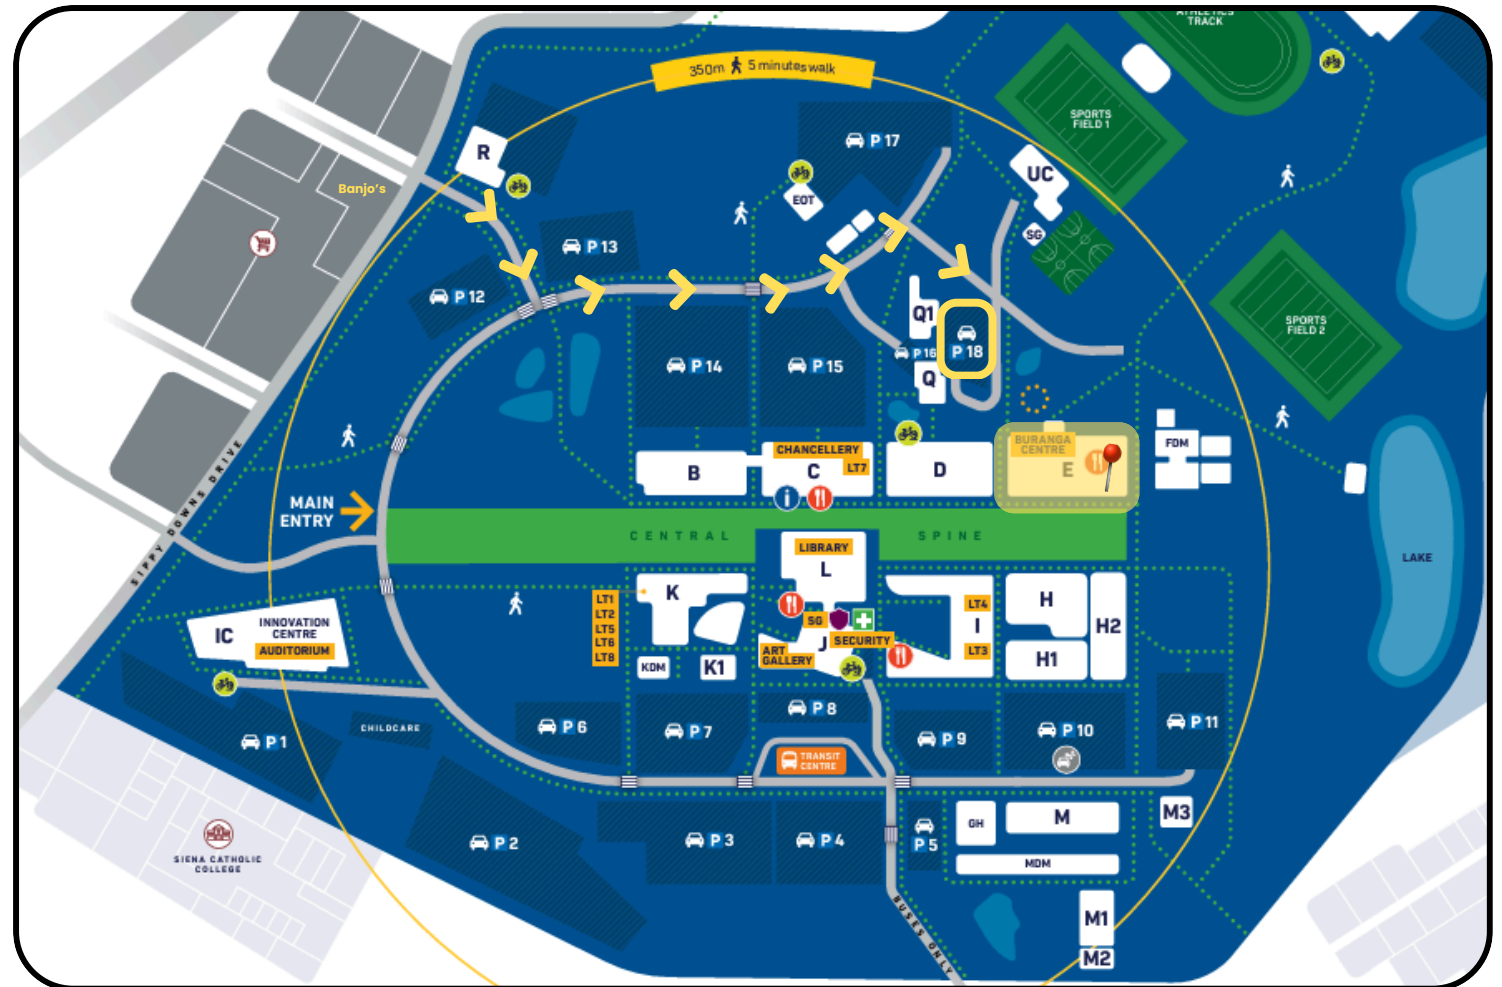 ATHLETICS
TRACK
350m 5 minutes walk
SPORTS
FIELD 1
P 17
R
UC
Banjo's
EOT
SG
P 13
P 12
Q1
SPORTS
FIELD 2
P 14
P 15
P 16
P 18
Q
BURANGA
CENTRE
CHANCELLERY
B
C
LT7
D
E
FDM
MAIN
ENTRY
SIPPY DOWNS DRIVE
CENTRAL
SPINE
LIBRARY
L
LAKE
K
LT1
LT2
LT5
LT6
LT8
SG
SECURITY
J
ART
GALLERY
LT4
I
LT3
H
H1
H2
IC
INNOVATION
CENTRE
AUDITORIUM
KDM
K1
P 8
P 1
CHILDCARE
P 6
P 7
P 9
P 10
P 11
TRANSIT
CENTRE
P 2
P 3
P 4
P 5
GH
M
M3
MDM
SIENA CATHOLIC
COLLEGE
BUSES ONLY
M1
M2